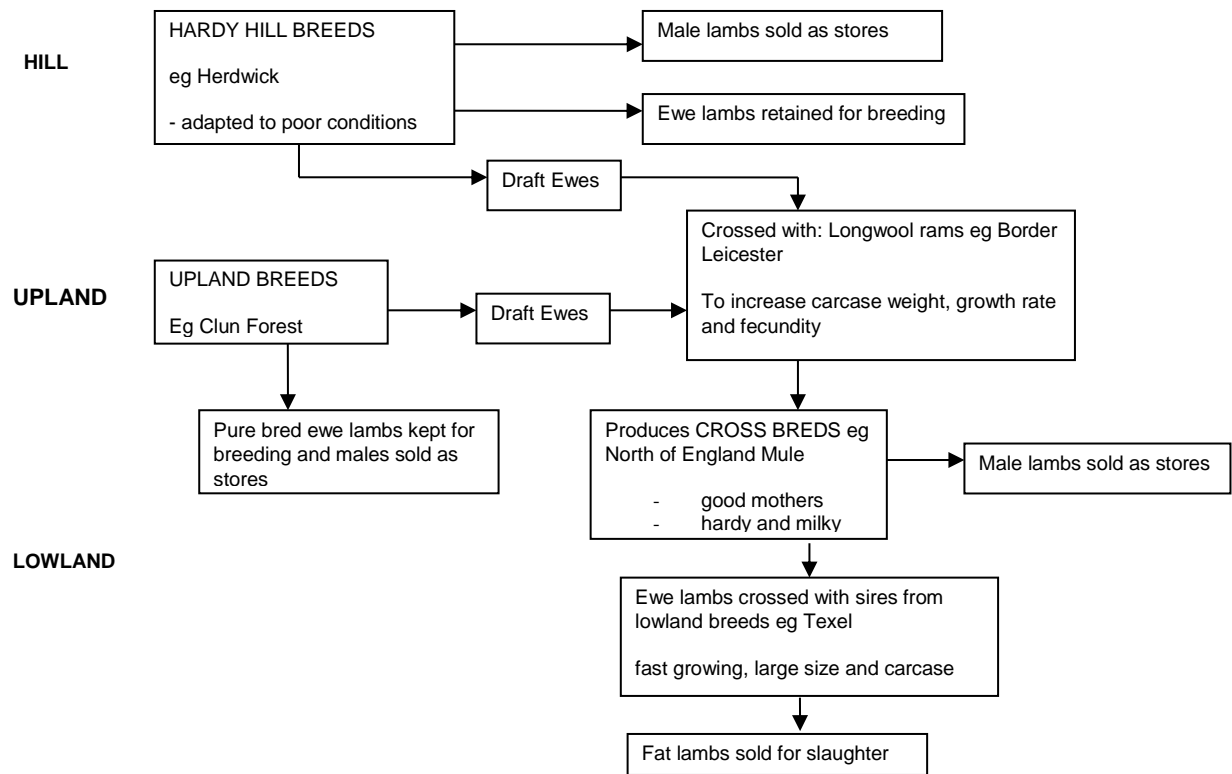 HILL
HARDY HILL BREEDS
eg Herdwick
- adapted to poor conditions
Male lambs sold as stores
Ewe lambs retained for breeding
Draft Ewes
Crossed with: Longwool rams eg Border
Leicester
To increase carcase weight, growth rate
and fecundity
UPLAND
UPLAND BREEDS
Eg Clun Forest
Draft Ewes
Pure bred ewe lambs kept for
breeding and males sold as
stores
Produces CROSS BREDS eg
North of England Mule
- good mothers
- hardy and milky
Male lambs sold as stores
LOWLAND
Ewe lambs crossed with sires from
lowland breeds eg Texel
fast growing, large size and carcase
Fat lambs sold for slaughter